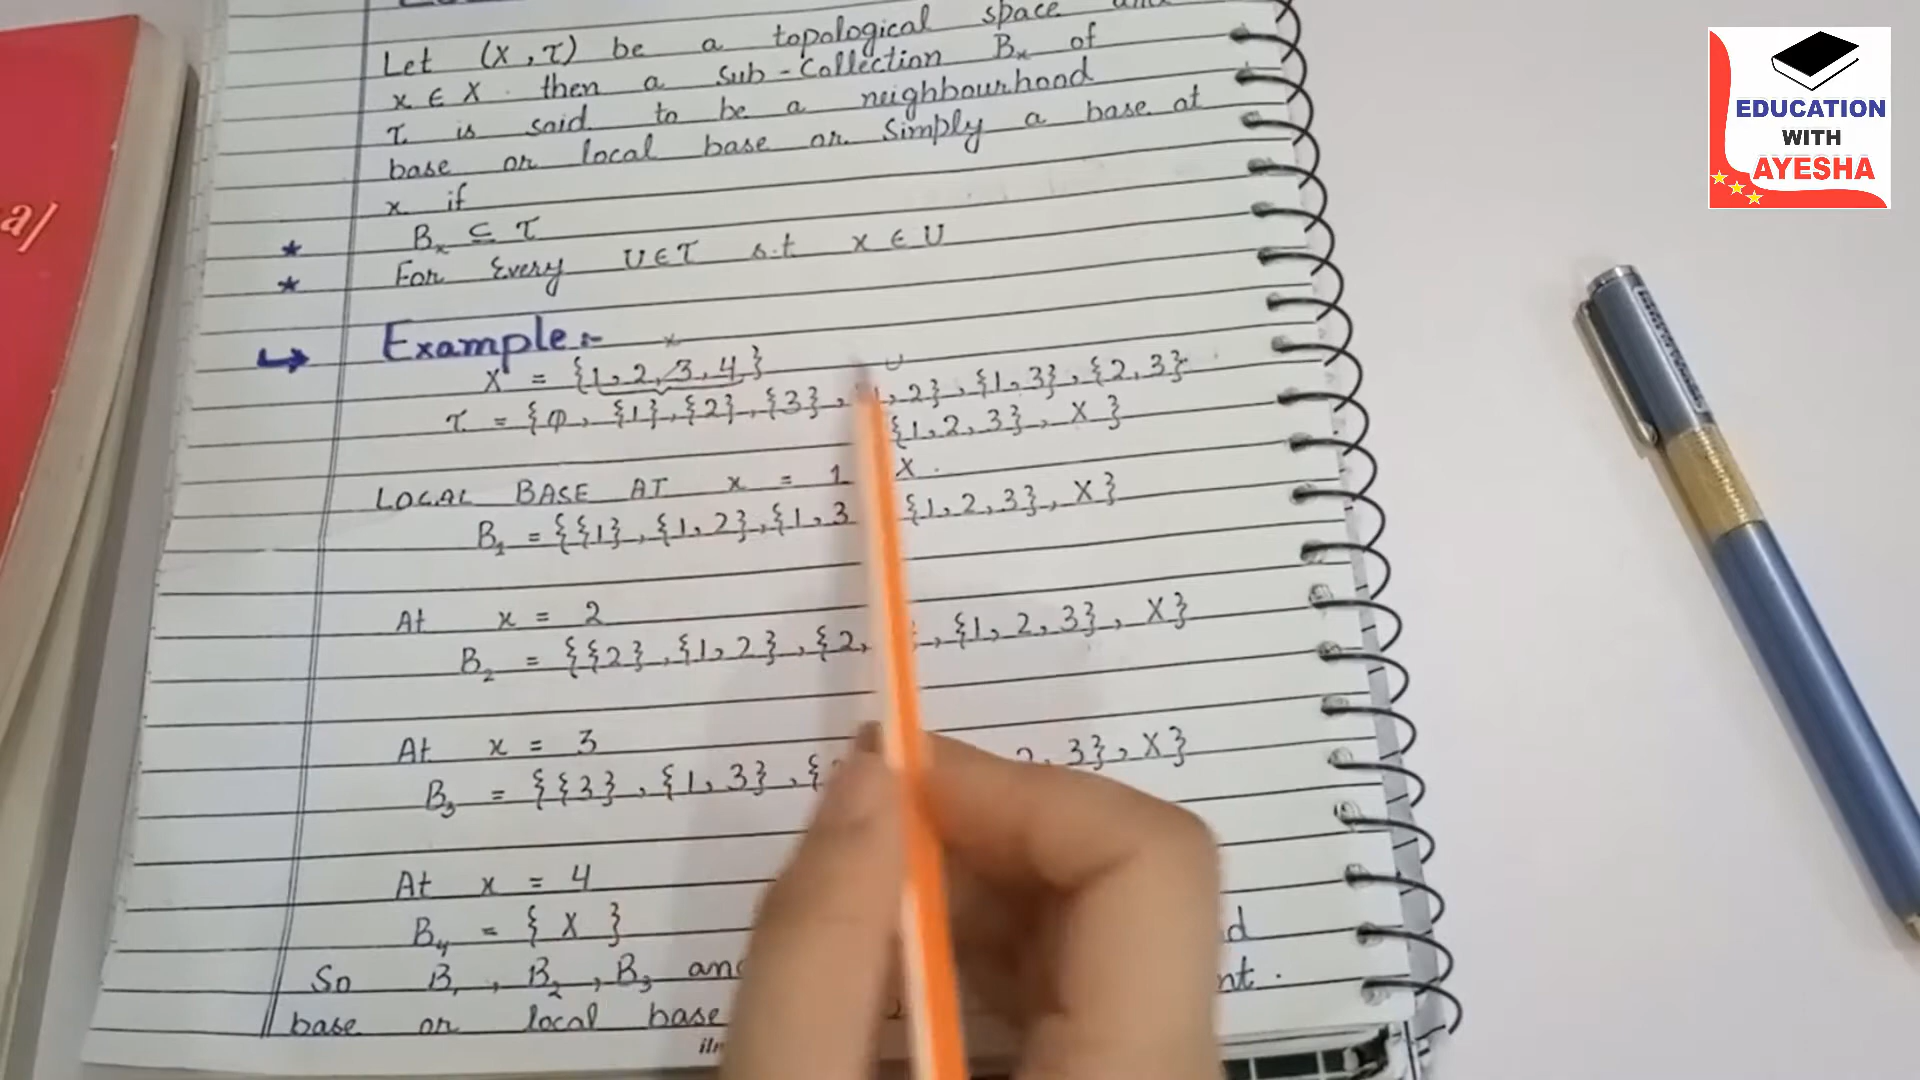 Let (X, τ) be a topological space and
x ∈ X. then a Sub-Collection Bₓ of
τ is said to be a neighbourhood
base or local base or simply a base at
x if
* Bₓ ⊆ τ
* For Every U∈τ s.t x ∈ U
↳ Example:-
X = {1, 2, 3, 4}
τ = {φ, {1}, {2}, {3}, {1, 2}, {1, 3}, {2, 3},
{1, 2, 3}, X}
LOCAL BASE AT x = 1 X.
B₁ = {{1}, {1, 2}, {1, 3 {1, 2, 3}, X}
At x = 2
B₂ = {{2}, {1, 2}, {2, }, {1, 2, 3}, X}
At x = 3
B₃ = {{3}, {1, 3}, { 2, 3}, X}
At x = 4
B₄ = { X }
So B₁, B₂, B₃ and
base or local base
EDUCATION
WITH
AYESHA